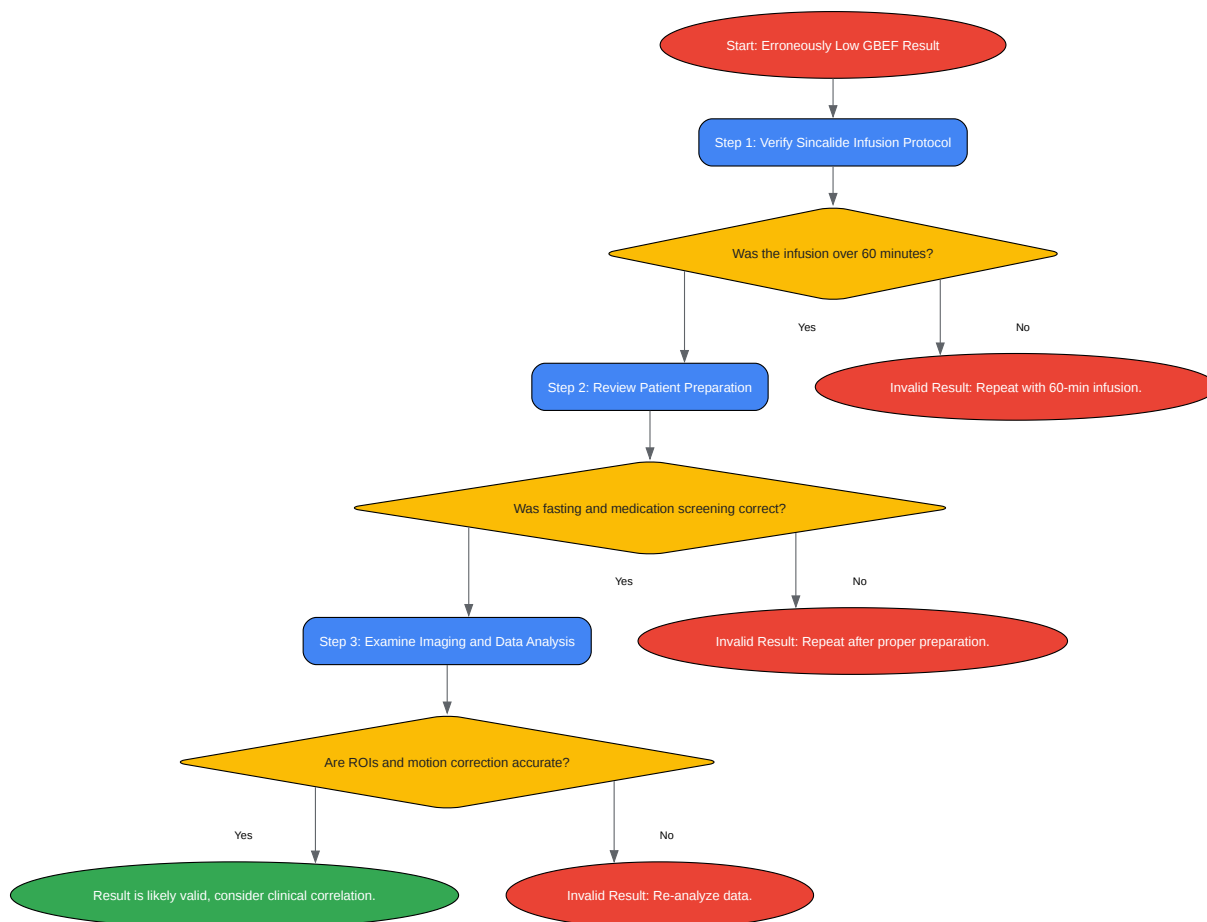 Start: Erroneously Low GBEF Result
Step 1: Verify Sincalide Infusion Protocol
Was the infusion over 60 minutes?
Yes
No
Step 2: Review Patient Preparation
Invalid Result: Repeat with 60-min infusion.
Was fasting and medication screening correct?
Yes
No
Step 3: Examine Imaging and Data Analysis
Invalid Result: Repeat after proper preparation.
Are ROIs and motion correction accurate?
Yes
No
Result is likely valid, consider clinical correlation.
Invalid Result: Re-analyze data.